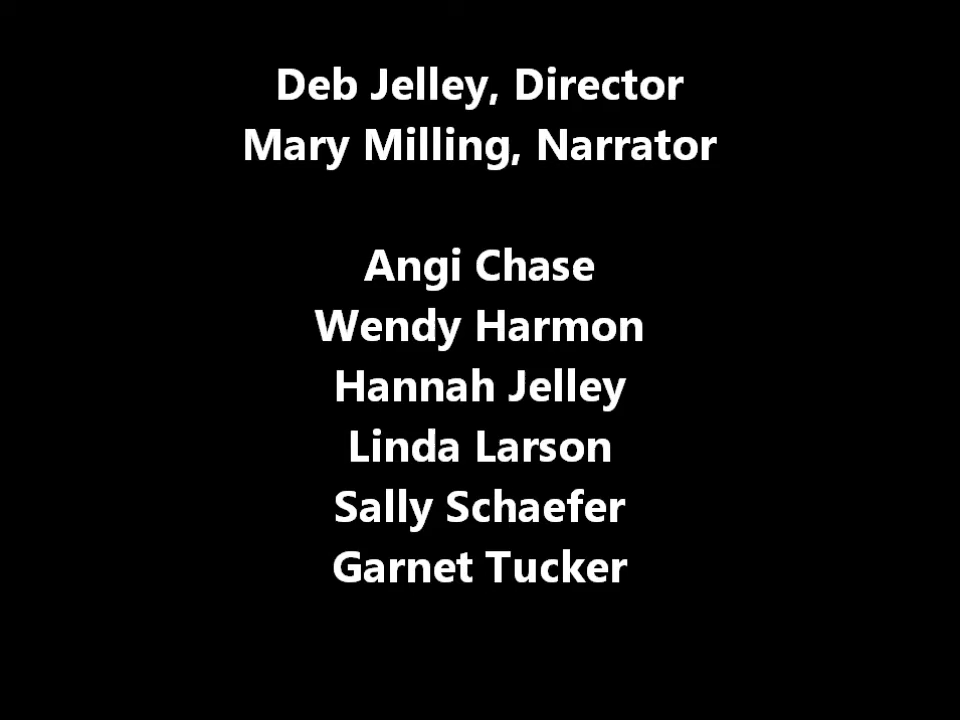 Deb Jelley, Director
Mary Milling, Narrator
Angi Chase
Wendy Harmon
Hannah Jelley
Linda Larson
Sally Schaefer
Garnet Tucker